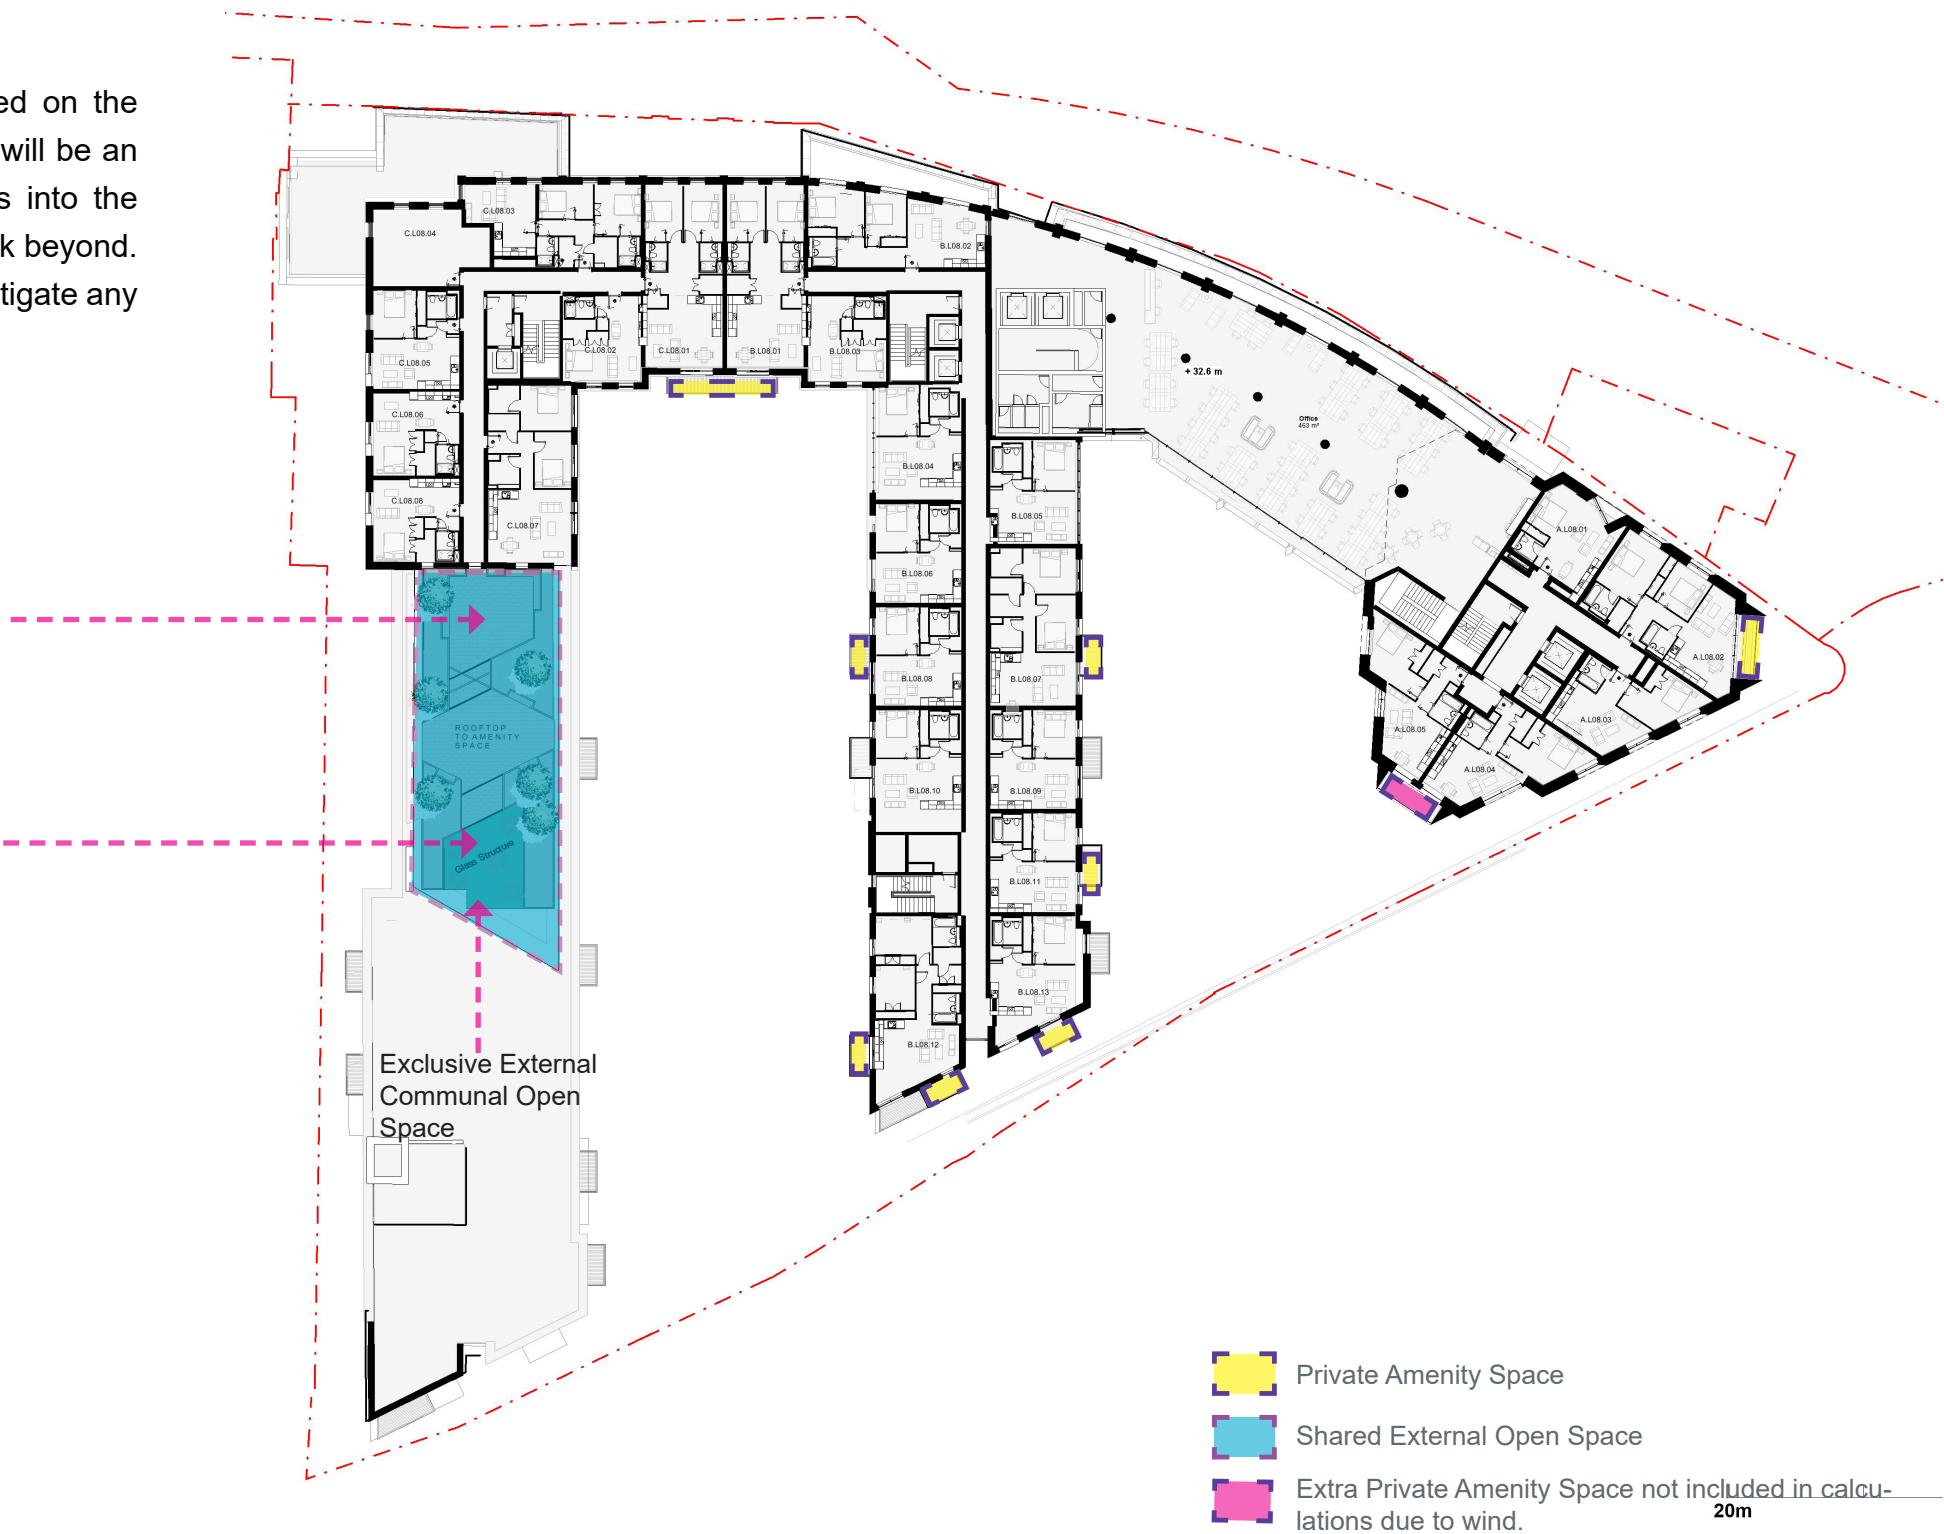 ed on the
will be an
s into the
k beyond.
tigate any
C.L08.03
C.L08.04
B.L08.02
C.L08.05
C.L08.02
C.L08.01
B.L08.01
B.L08.03
+ 32.6 m
C.L08.06
Office
463 m²
B.L08.04
C.L08.08
C.L08.07
B.L08.05
A.L08.01
B.L08.06
A.L08.02
B.L08.08
B.L08.07
A.L08.03
A.L08.05
ROOFTOP
TO AMENITY
SPACE
A.L08.04
B.L08.10
B.L08.09
Glass Structure
B.L08.11
B.L08.13
B.L08.12
Exclusive External
Communal Open
Space
Private Amenity Space
Shared External Open Space
Extra Private Amenity Space not included in calcu-
lations due to wind.
20m